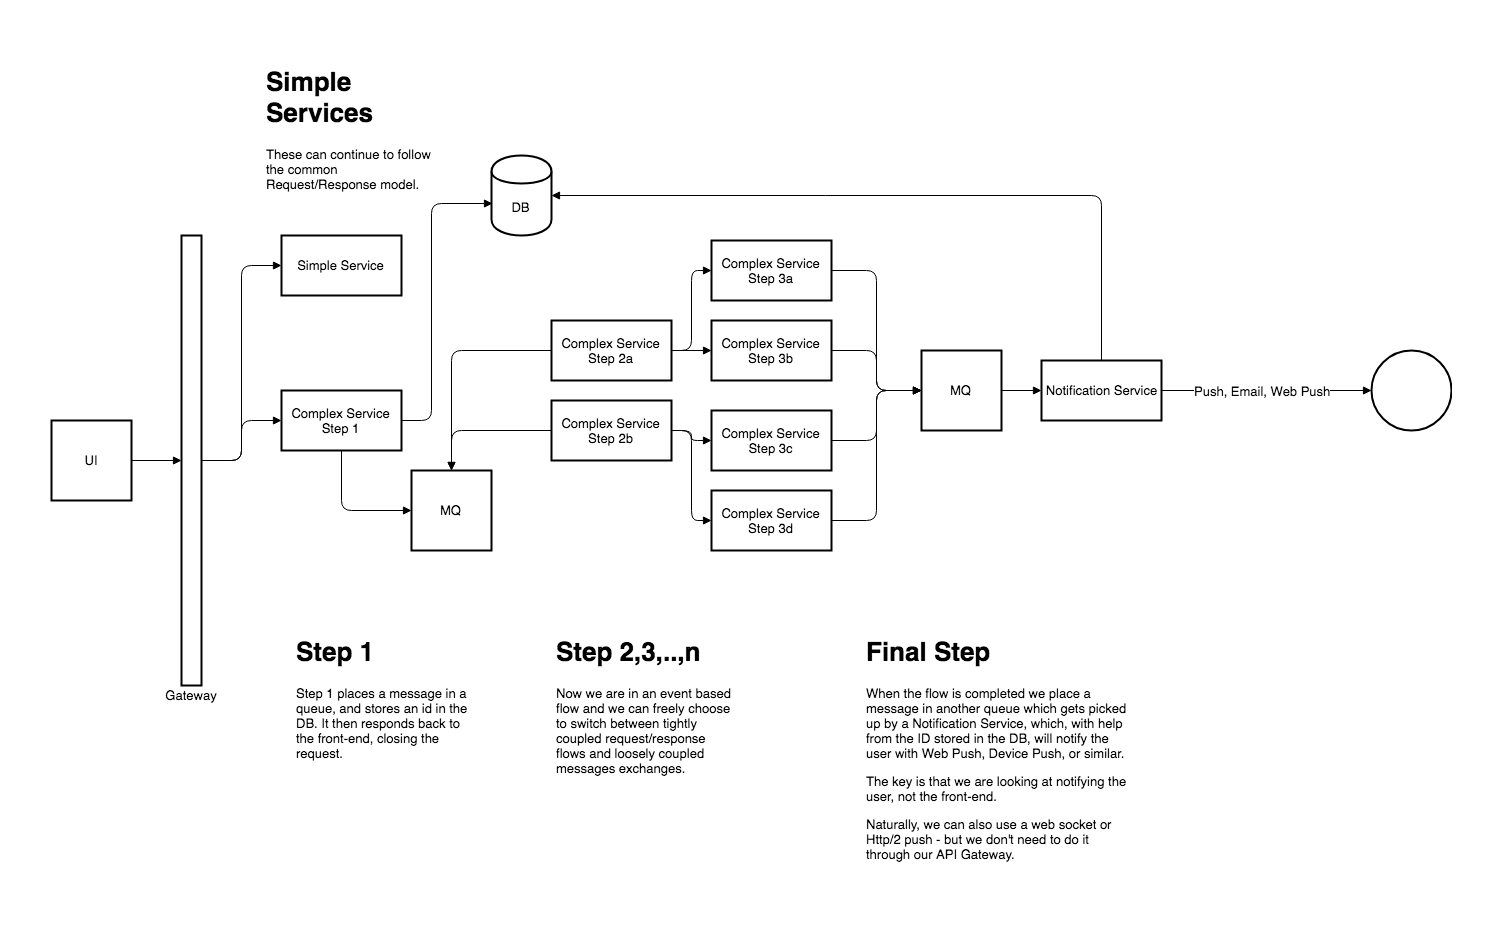 Simple
Services
These can continue to follow
the common
Request/Response model.
DB
Simple Service
Complex Service
Step 3a
Complex Service
Step 2a
Complex Service
Step 3b
MQ
Notification Service
Push, Email, Web Push
Complex Service
Step 1
Complex Service
Step 2b
Complex Service
Step 3c
UI
MQ
Complex Service
Step 3d
Gateway
Step 1
Step 1 places a message in a
queue, and stores an id in the
DB. It then responds back to
the front-end, closing the
request.
Step 2,3,..,n
Now we are in an event based
flow and we can freely choose
to switch between tightly
coupled request/response
flows and loosely coupled
messages exchanges.
Final Step
When the flow is completed we place a
message in another queue which gets picked
up by a Notification Service, which, with help
from the ID stored in the DB, will notify the
user with Web Push, Device Push, or similar.
The key is that we are looking at notifying the
user, not the front-end.
Naturally, we can also use a web socket or
Http/2 push - but we don't need to do it
through our API Gateway.